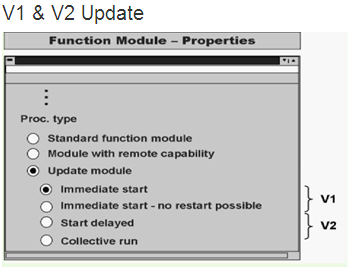 V1 & V2 Update
Function Module – Properties
Proc. type
Standard function module
Module with remote capability
Update module
Immediate start
Immediate start - no restart possible
V1
Start delayed
V2
Collective run